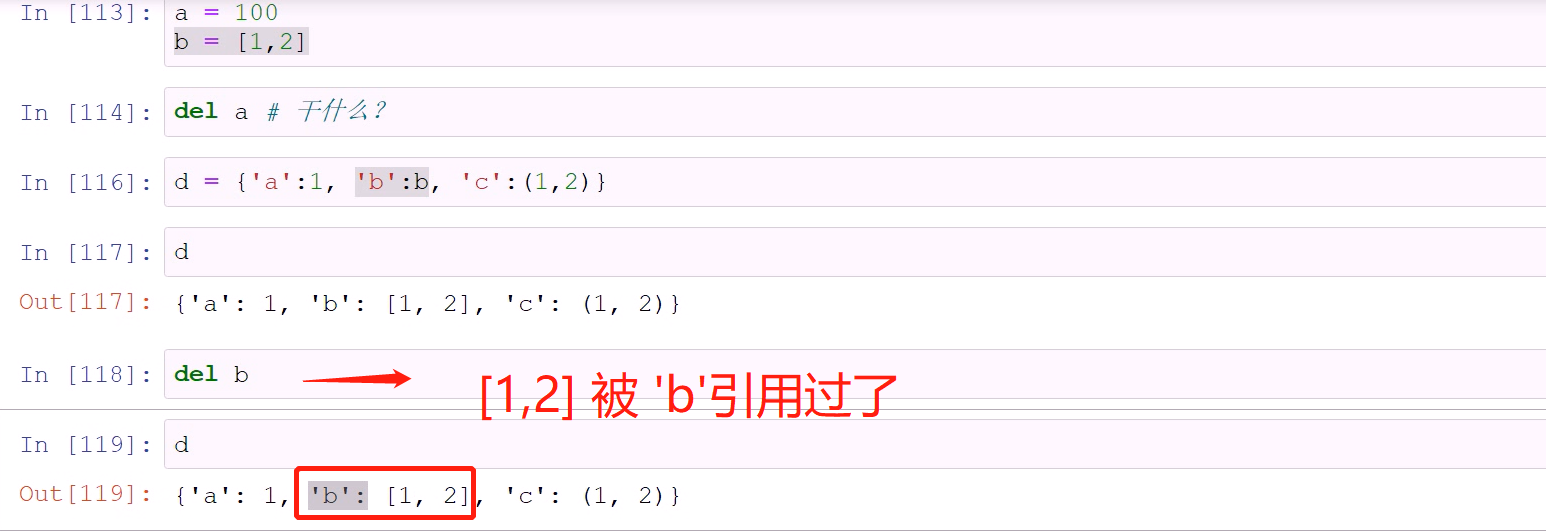 In [113]: a = 100
b = [1,2]
In [114]: del a # 干什么?
In [116]: d = {'a':1, 'b':b, 'c':(1,2)}
In [117]: d
Out[117]: {'a': 1, 'b': [1, 2], 'c': (1, 2)}
In [118]: del b
[1,2] 被 'b'引用过了
In [119]: d
Out[119]: {'a': 1, 'b': [1, 2], 'c': (1, 2)}